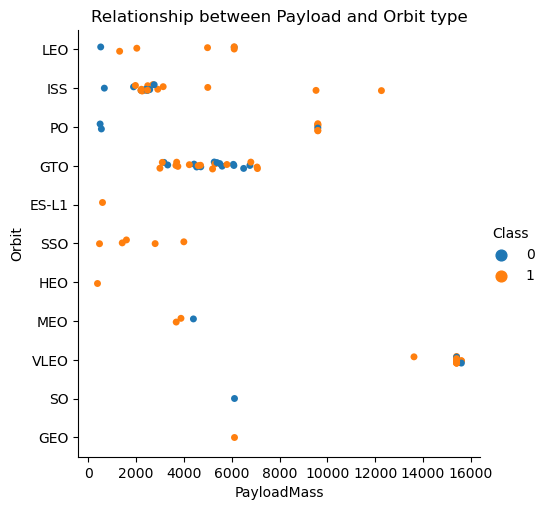 Relationship between Payload and Orbit type
LEO
ISS
PO
GTO
ES-L1
SSO
HEO
MEO
VLEO
SO
GEO
Orbit
0 2000 4000 6000 8000 10000 12000 14000 16000
PayloadMass
Class
0
1